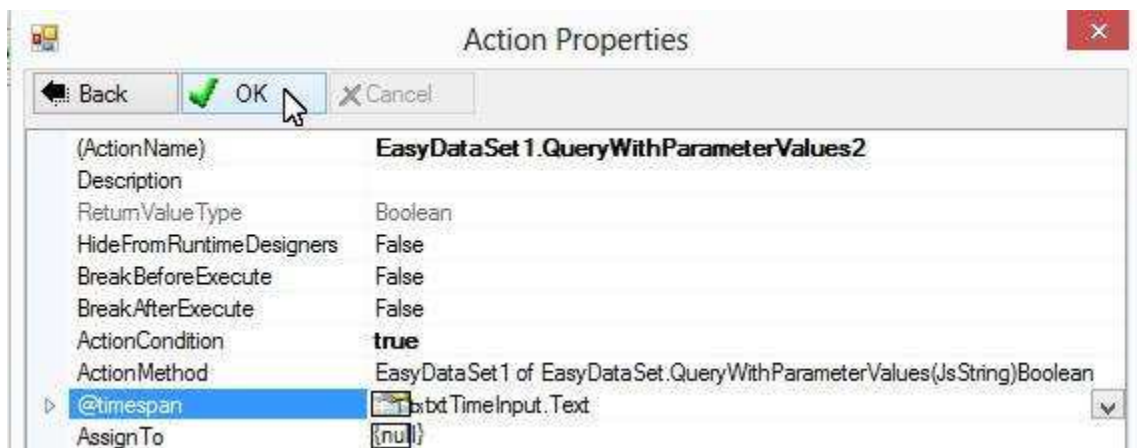 Action Properties
Back OK Cancel
(ActionName) EasyDataSet1.QueryWithParameterValues2
Description
ReturnValueType Boolean
HideFromRuntimeDesigners False
BreakBeforeExecute False
BreakAfterExecute False
ActionCondition true
ActionMethod EasyDataSet1 of EasyDataSet.QueryWithParameterValues(JsString)Boolean
@timespan txtTimeInput.Text
AssignTo {null}